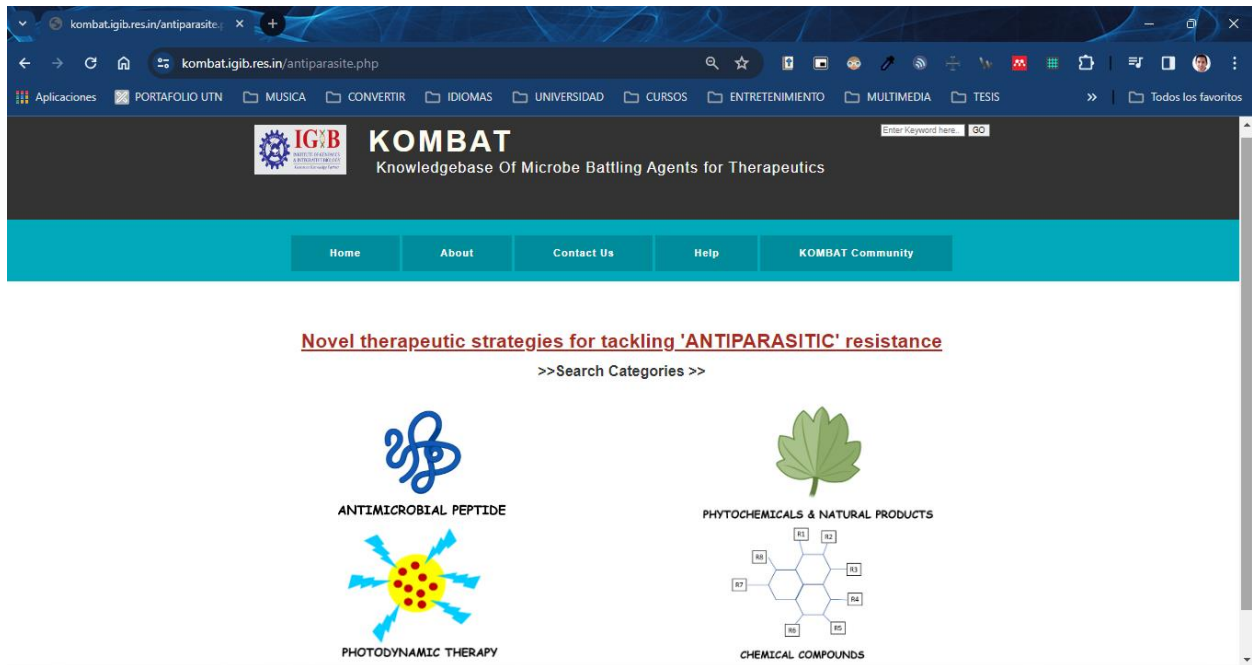 kombat.igib.res.in/antiparasite.
kombat.igib.res.in/antiparasite.php
Aplicaciones PORTAFOLIO UTN MUSICA CONVERTIR IDIOMAS UNIVERSIDAD CURSOS ENTRETENIMIENTO MULTIMEDIA TESIS » Todos los favoritos
IGIB
KOMBAT
Knowledgebase Of Microbe Battling Agents for Therapeutics
Enter Keyword here.. GO
Home About Contact Us Help KOMBAT Community
Novel therapeutic strategies for tackling 'ANTIPARASITIC' resistance
>>Search Categories >>
ANTIMICROBIAL PEPTIDE
PHYTOCHEMICALS & NATURAL PRODUCTS
R1 R2
R8 R3
R7 R4
R6 R5
PHOTODYNAMIC THERAPY
CHEMICAL COMPOUNDS